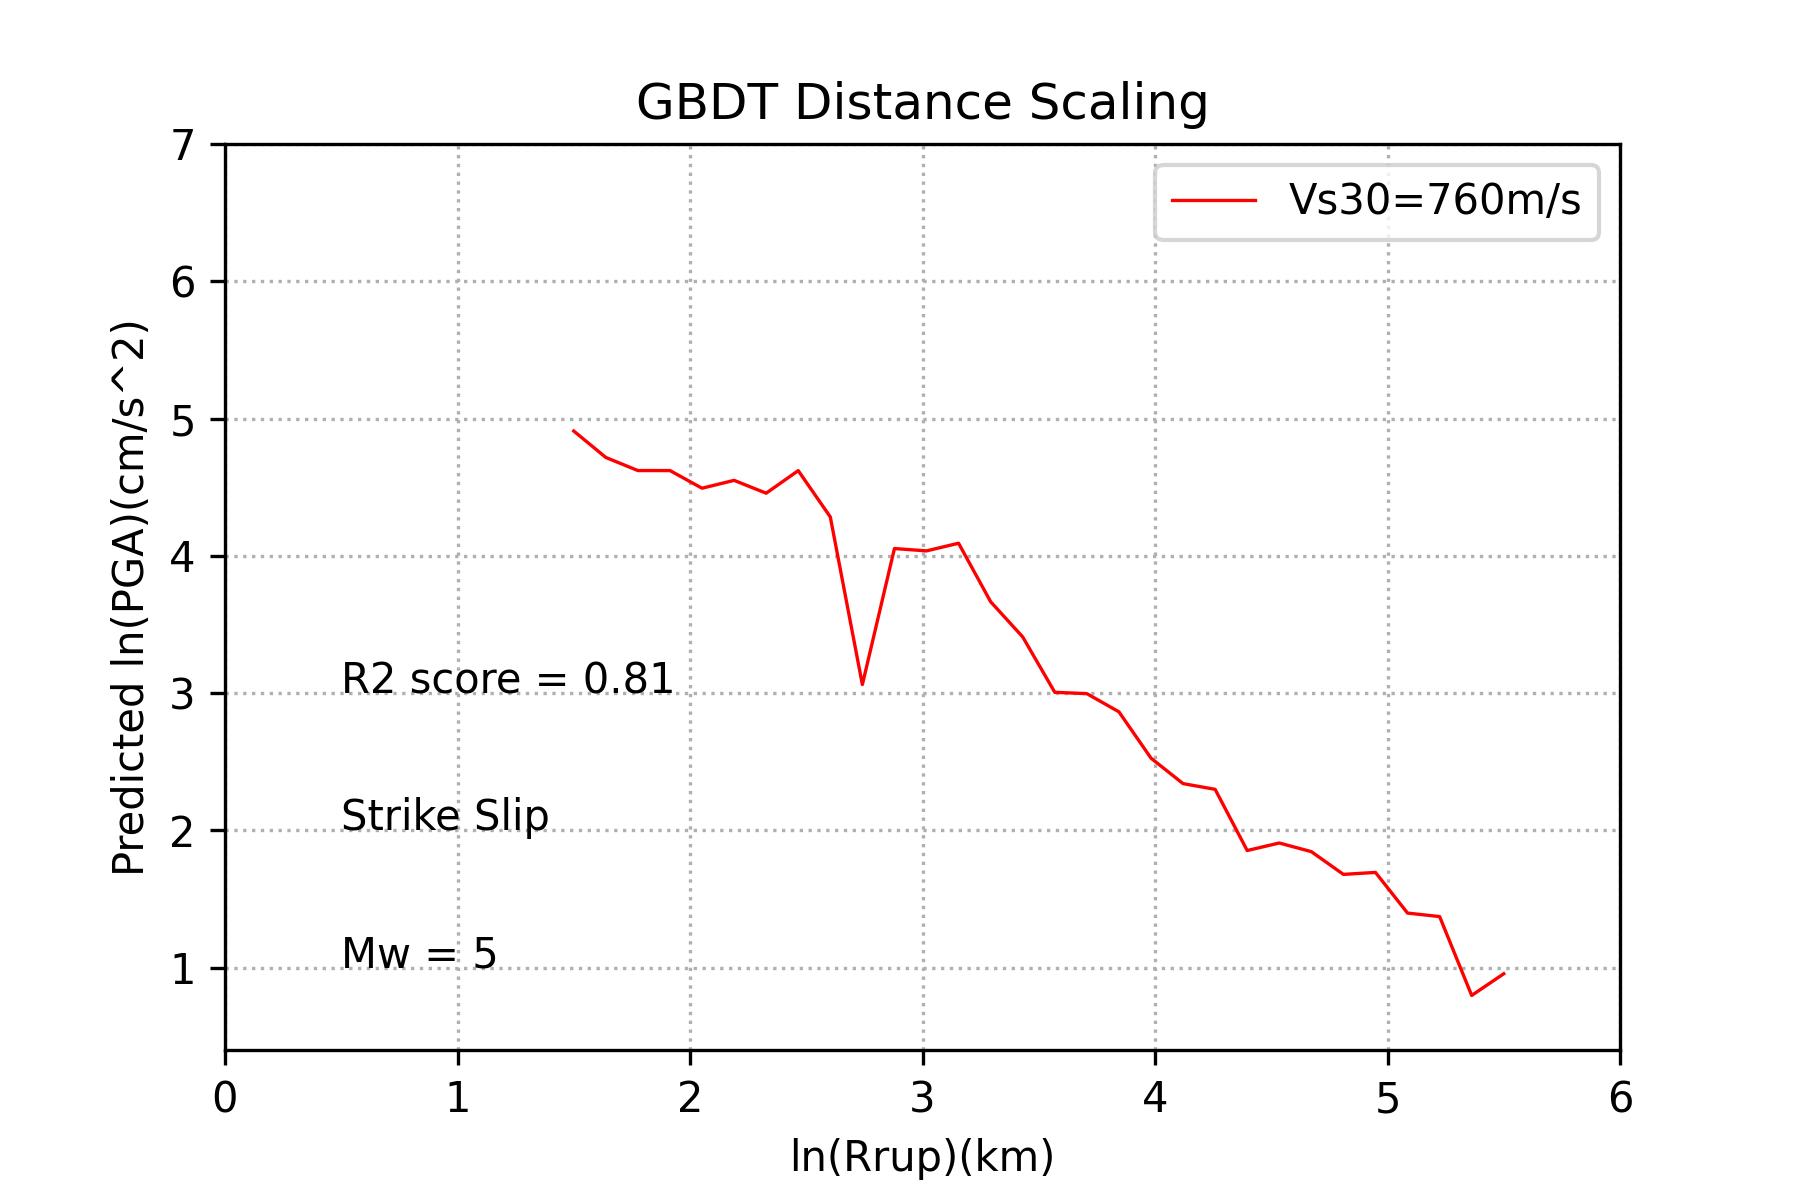 GBDT Distance Scaling
7
6
5
4
3
2
1
Predicted ln(PGA)(cm/s^2)
Vs30=760m/s
R2 score = 0.81
Strike Slip
Mw = 5
0 1 2 3 4 5 6
ln(Rrup)(km)